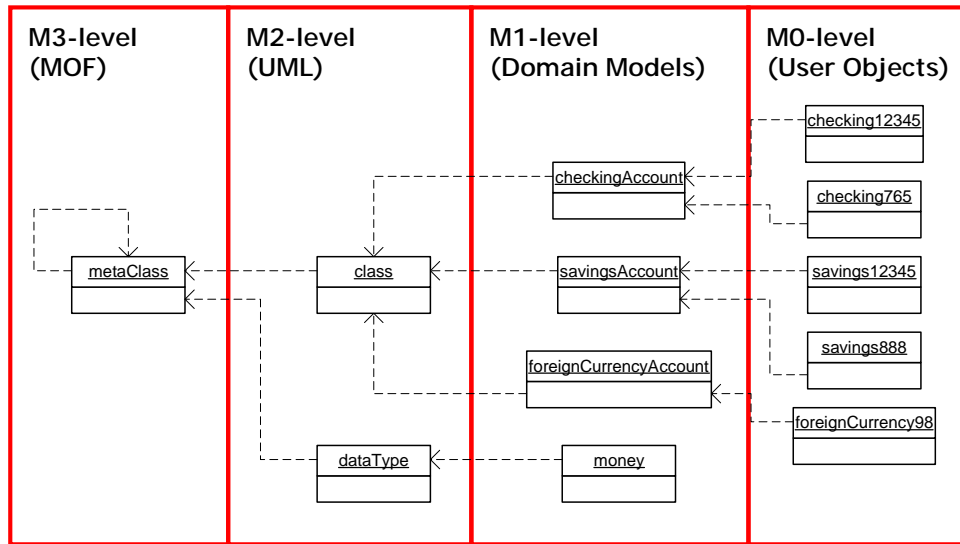 M3-level
(MOF)
M2-level
(UML)
M1-level
(Domain Models)
M0-level
(User Objects)
checking12345
checkingAccount
checking765
metaClass
class
savingsAccount
savings12345
savings888
foreignCurrencyAccount
foreignCurrency98
dataType
money